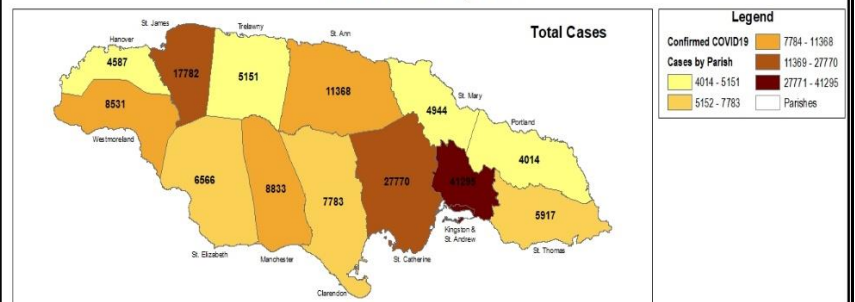 Total Cases
St. James
Trelawny
St. Ann
Hanover
4587
17782
5151
11368
St. Mary
4944
8531
Portland
Westmoreland
4014
6566
8833
7783
27770
41295
5917
Kingston &
St. Andrew
St. Thomas
St. Elizabeth
Manchester
St. Catherine
Clarendon
Legend
Confirmed COVID19
Cases by Parish
4014 - 5151
5152 - 7783
7784 - 11368
11369 - 27770
27771 - 41295
Parishes